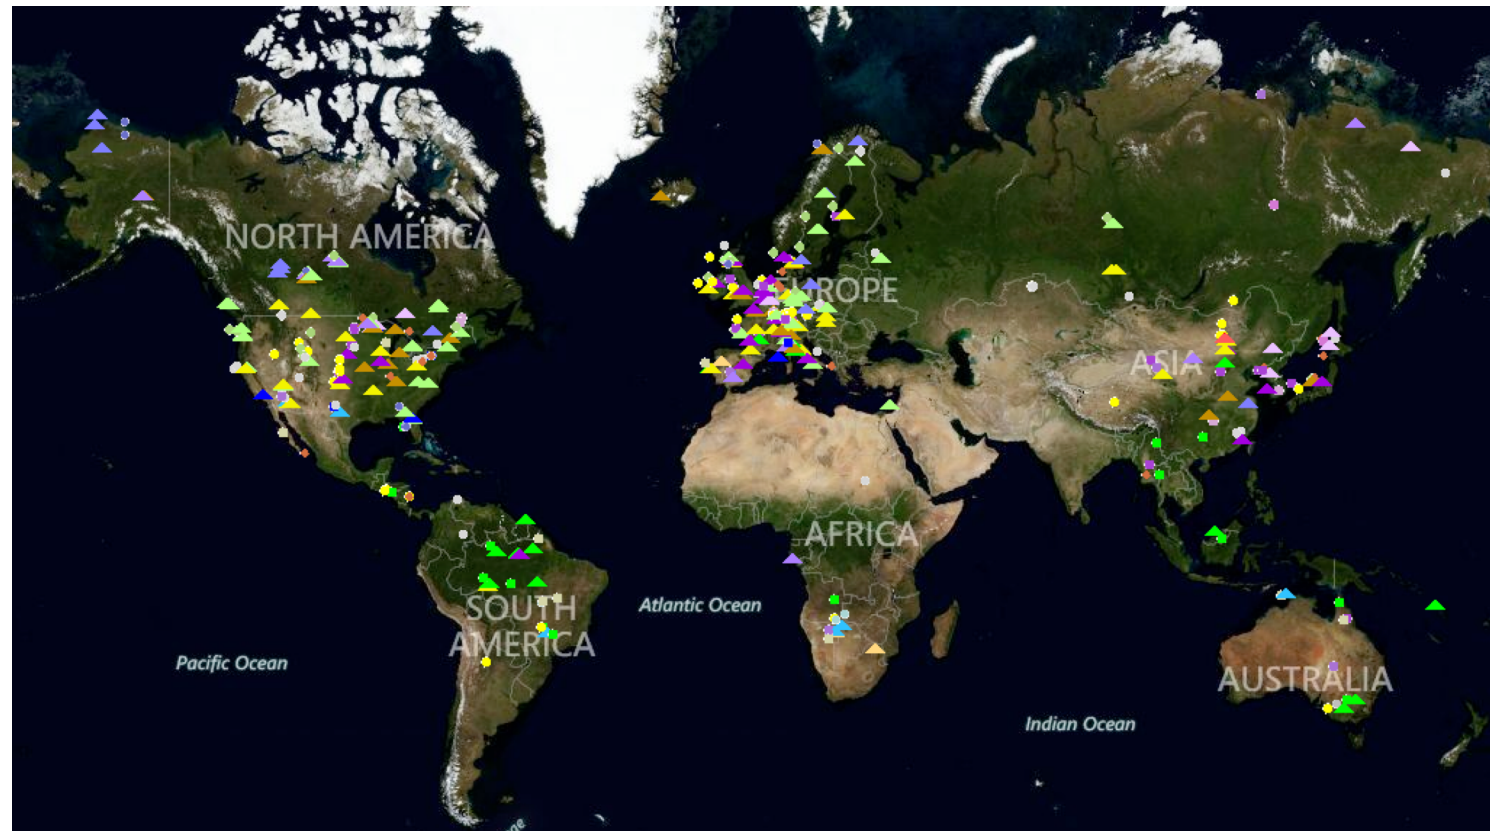 NORTH AMERICA
EUROPE
ASIA
AFRICA
Atlantic Ocean
SOUTH
AMERICA
Pacific Ocean
AUSTRALIA
Indian Ocean